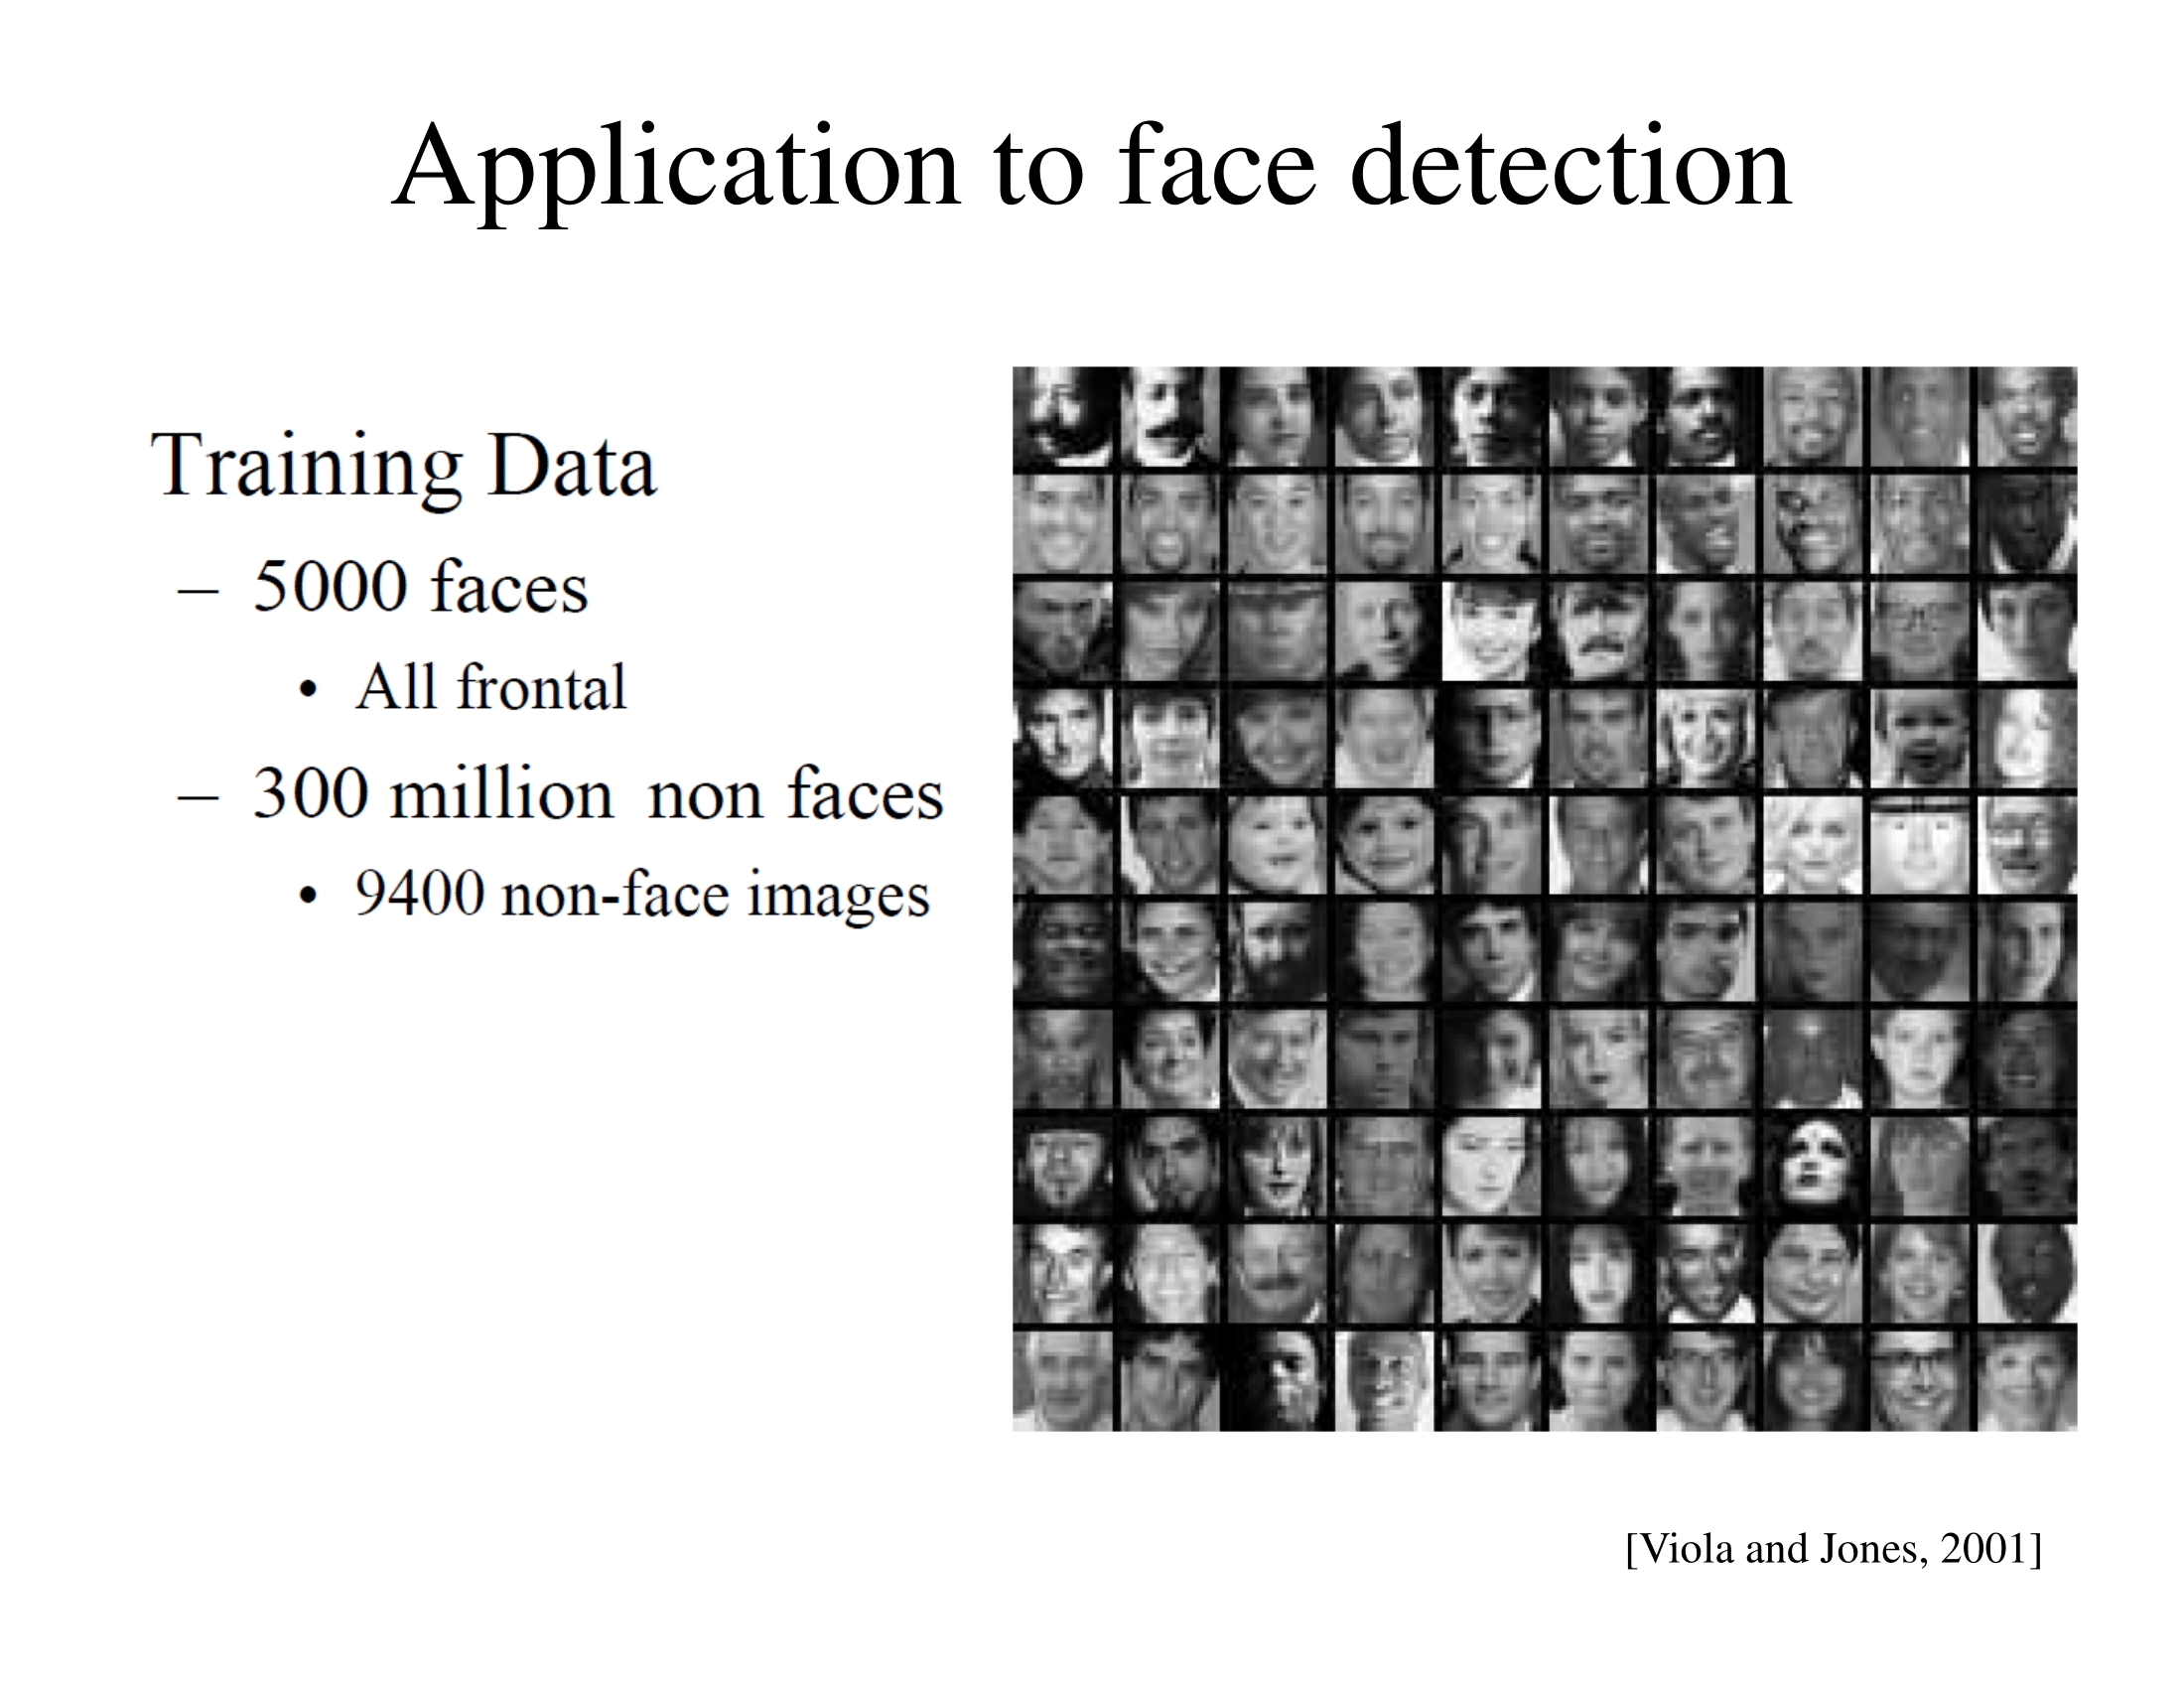 Application to face detection
Training Data
– 5000 faces
• All frontal
– 300 million non faces
• 9400 non-face images
[Viola and Jones, 2001]